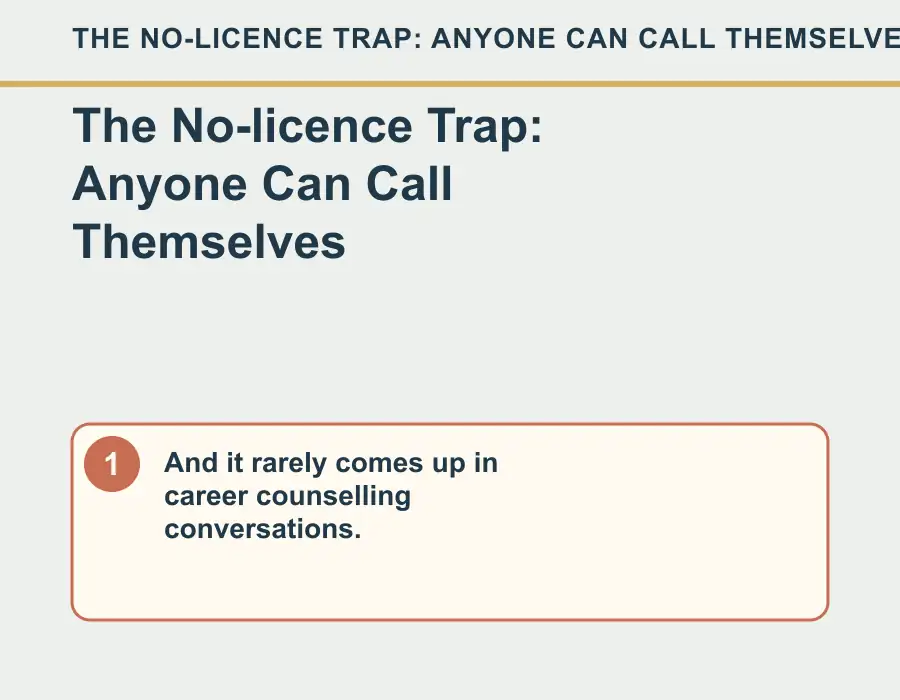 THE NO-LICENCE TRAP: ANYONE CAN CALL THEMSELVE
The No-licence Trap:
Anyone Can Call
Themselves
1
And it rarely comes up in
career counselling
conversations.